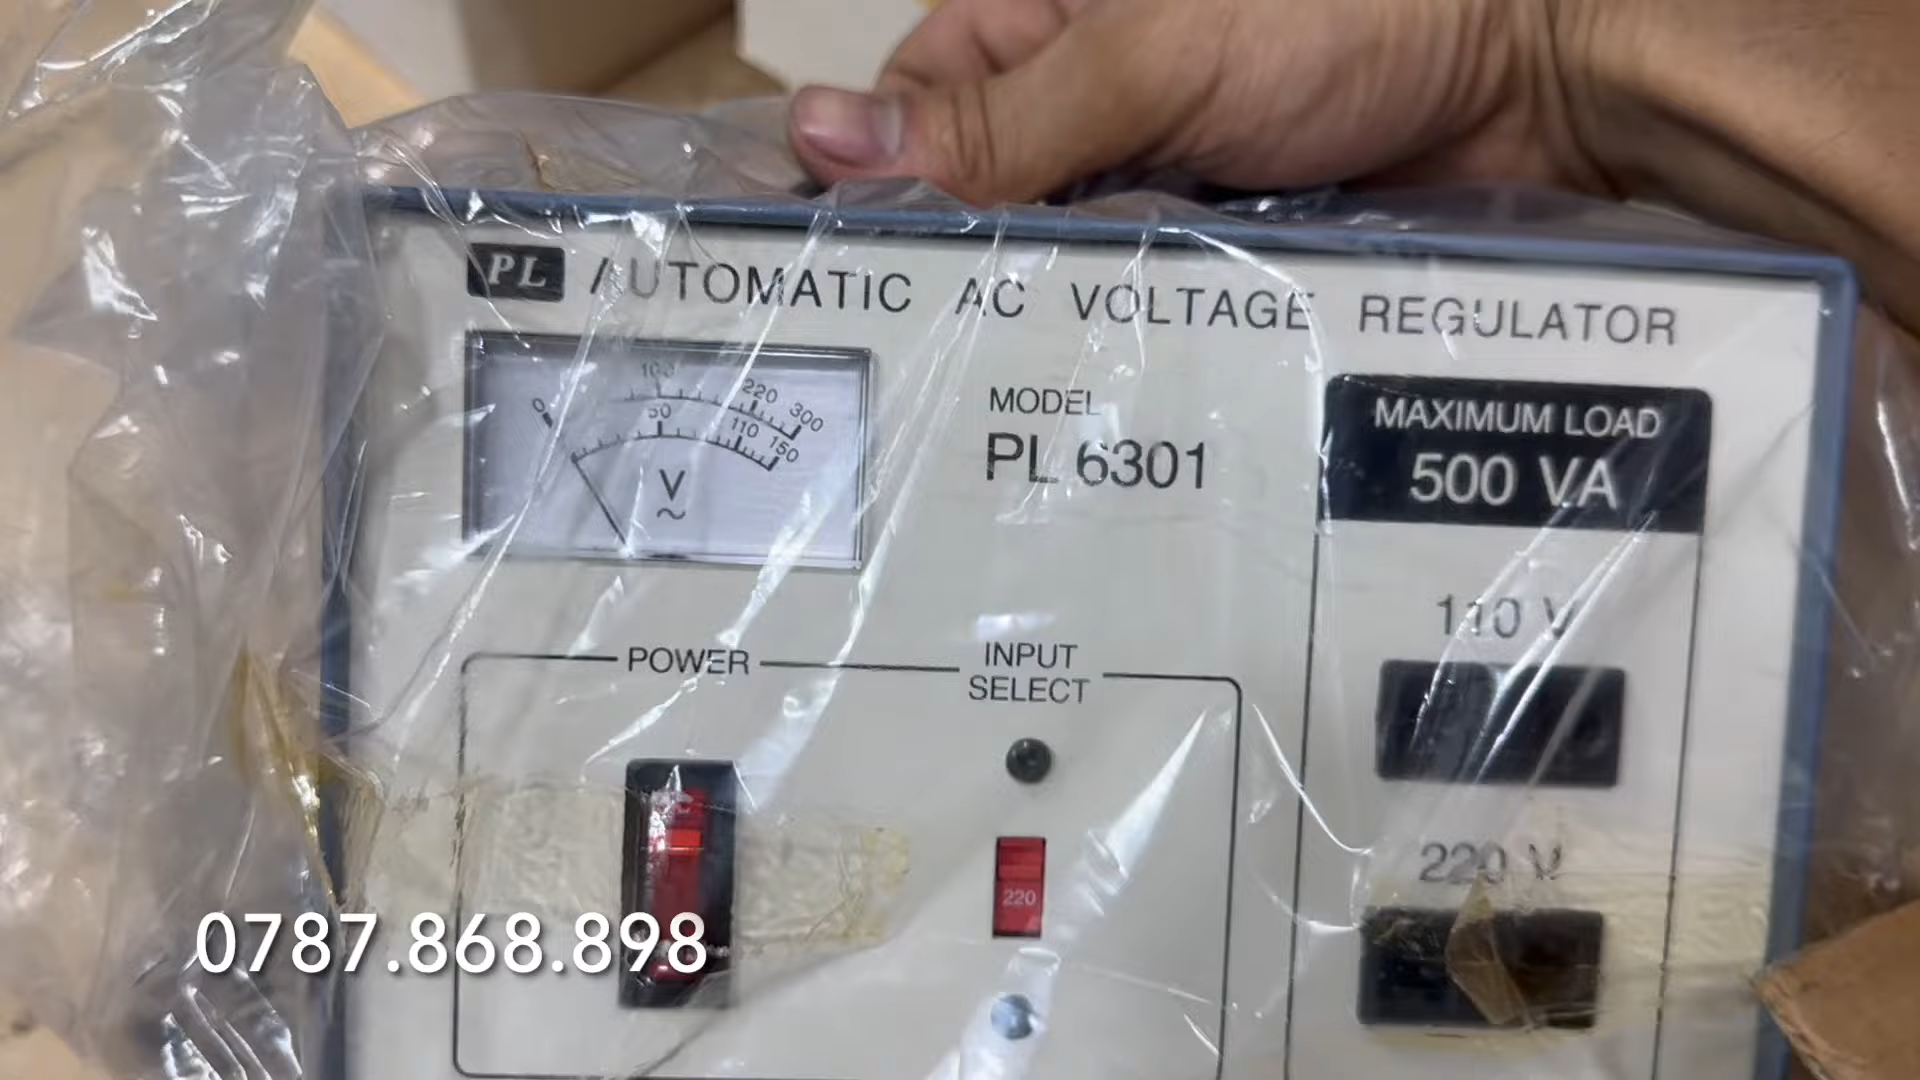 PL AUTOMATIC AC VOLTAGE REGULATOR
0 100 220 300
50 110 150
V
~
MODEL
PL 6301
MAXIMUM LOAD
500 VA
110 V
POWER
INPUT
SELECT
220 V
220
0787.868.898